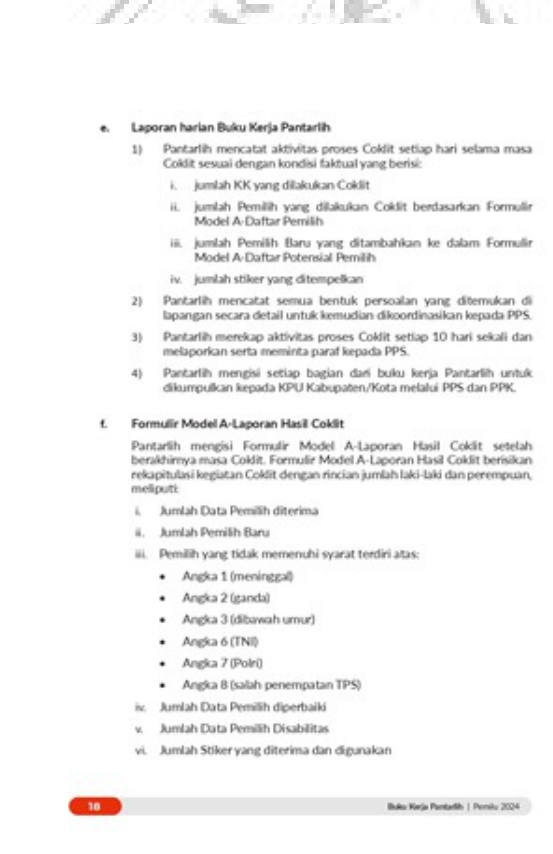 e. Laporan harian Buku Kerja Pantarlih
1) Pantarlih mencatat aktivitas proses Coklit setiap hari selama masa
Coklit sesuai dengan kondisi faktual yang berisi:
i. jumlah KK yang dilakukan Coklit
ii. jumlah Pemilih yang dilakukan Coklit berdasarkan Formulir
Model A-Daftar Pemilih
iii. jumlah Pemilih Baru yang ditambahkan ke dalam Formulir
Model A-Daftar Potensial Pemilih
iv. jumlah stiker yang ditempelkan
2) Pantarlih mencatat semua bentuk persoalan yang ditemukan di
lapangan secara detail untuk kemudian dikoordinasikan kepada PPS.
3) Pantarlih merekap aktivitas proses Coklit setiap 10 hari sekali dan
melaporkan serta meminta paraf kepada PPS.
4) Pantarlih mengisi setiap bagian dari buku kerja Pantarlih untuk
dikumpulkan kepada KPU Kabupaten/Kota melalui PPS dan PPK.
f. Formulir Model A-Laporan Hasil Coklit
Pantarlih mengisi Formulir Model A-Laporan Hasil Coklit setelah
berakhirnya masa Coklit. Formulir Model A-Laporan Hasil Coklit berisikan
rekapitulasi kegiatan Coklit dengan rincian jumlah laki-laki dan perempuan,
meliputi:
i. Jumlah Data Pemilih diterima
ii. Jumlah Pemilih Baru
iii. Pemilih yang tidak memenuhi syarat terdiri atas:
• Angka 1 (meninggal)
• Angka 2 (ganda)
• Angka 3 (dibawah umur)
• Angka 6 (TNI)
• Angka 7 (Polri)
• Angka 8 (salah penempatan TPS)
iv. Jumlah Data Pemilih diperbaiki
v. Jumlah Data Pemilih Disabilitas
vi. Jumlah Stiker yang diterima dan digunakan
Buku Kerja Pantarlih | Pemilu 2024